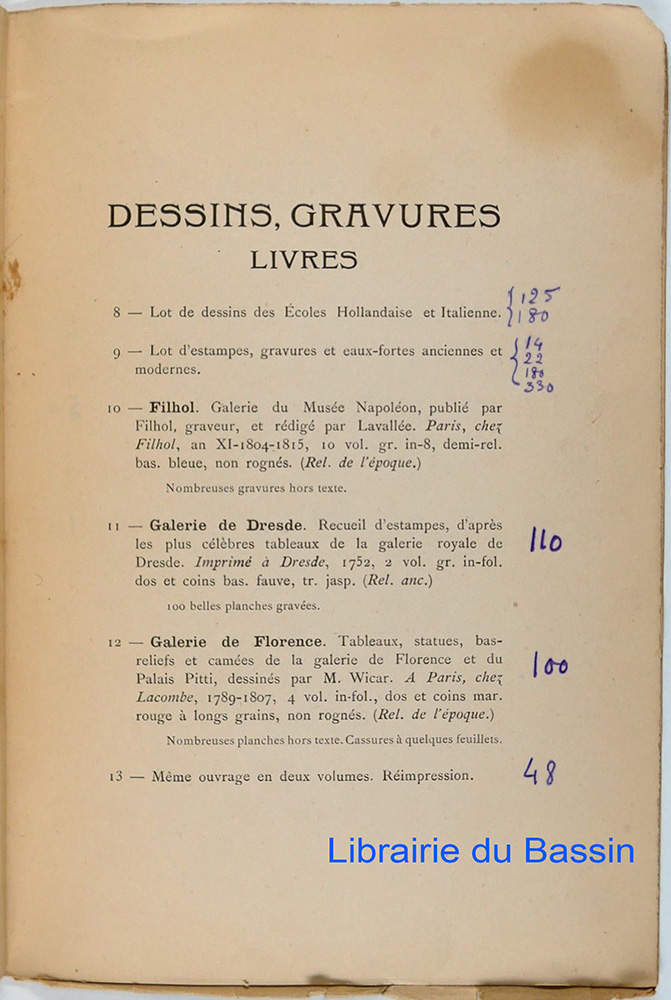 DESSINS, GRAVURES
LIVRES
8 — Lot de dessins des Écoles Hollandaise et Italienne. 125
180
9 — Lot d'estampes, gravures et eaux-fortes anciennes et 14
modernes. 22
180
330
10 — Filhol. Galerie du Musée Napoléon, publié par
Filhol, graveur, et rédigé par Lavallée. Paris, chez
Filhol, an XI-1804-1815, 10 vol. gr. in-8, demi-rel.
bas. bleue, non rognés. (Rel. de l'époque.)
Nombreuses gravures hors texte.
11 — Galerie de Dresde. Recueil d'estampes, d'après
les plus célèbres tableaux de la galerie royale de 110
Dresde. Imprimé à Dresde, 1752, 2 vol. gr. in-fol.
dos et coins bas. fauve, tr. jasp. (Rel. anc.)
100 belles planches gravées.
12 — Galerie de Florence. Tableaux, statues, bas-
reliefs et camées de la galerie de Florence et du 100
Palais Pitti, dessinés par M. Wicar. A Paris, chez
Lacombe, 1789-1807, 4 vol. in-fol., dos et coins mar.
rouge à longs grains, non rognés. (Rel. de l'époque.)
Nombreuses planches hors texte. Cassures à quelques feuillets.
13 — Même ouvrage en deux volumes. Réimpression. 48
Librairie du Bassin